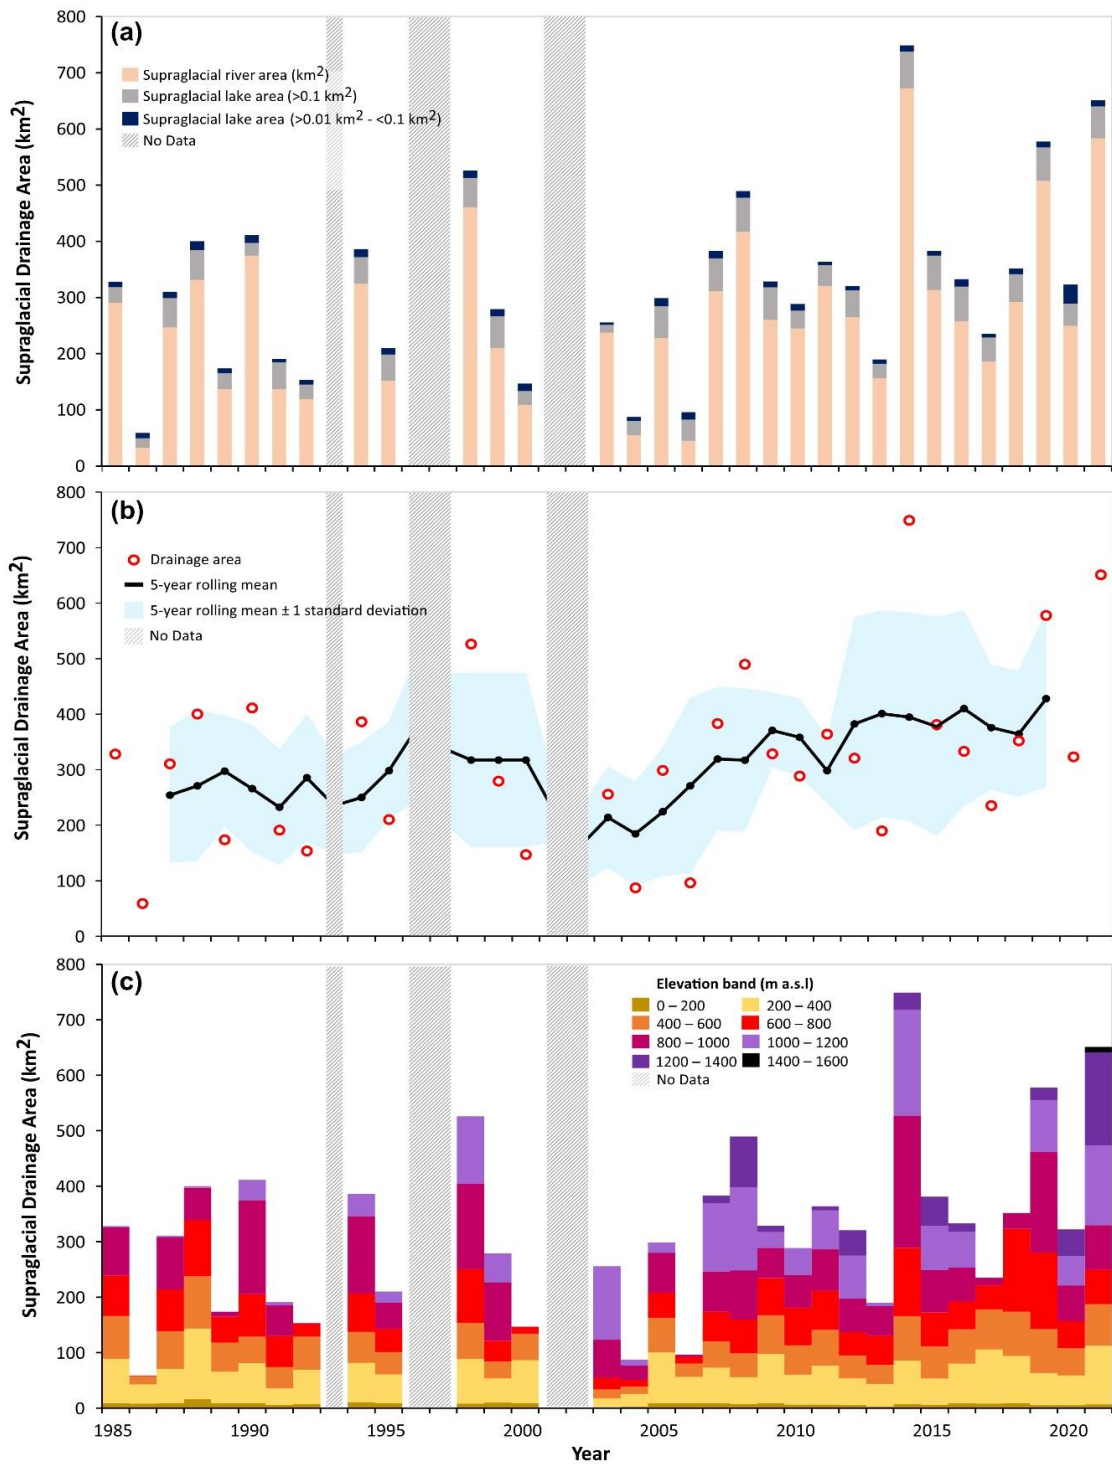 (a)
Supraglacial Drainage Area (km2)
800
700
600
500
400
300
200
100
0
Supraglacial river area (km2)
Supraglacial lake area (>0.1 km2)
Supraglacial lake area (>0.01 km2 - <0.1 km2)
No Data
(b)
Supraglacial Drainage Area (km2)
800
700
600
500
400
300
200
100
0
Drainage area
5-year rolling mean
5-year rolling mean ± 1 standard deviation
No Data
(c)
Supraglacial Drainage Area (km2)
800
700
600
500
400
300
200
100
0
Elevation band (m a.s.l)
0 – 200 200 – 400
400 – 600 600 – 800
800 – 1000 1000 – 1200
1200 – 1400 1400 – 1600
No Data
1985 1990 1995 2000 2005 2010 2015 2020
Year